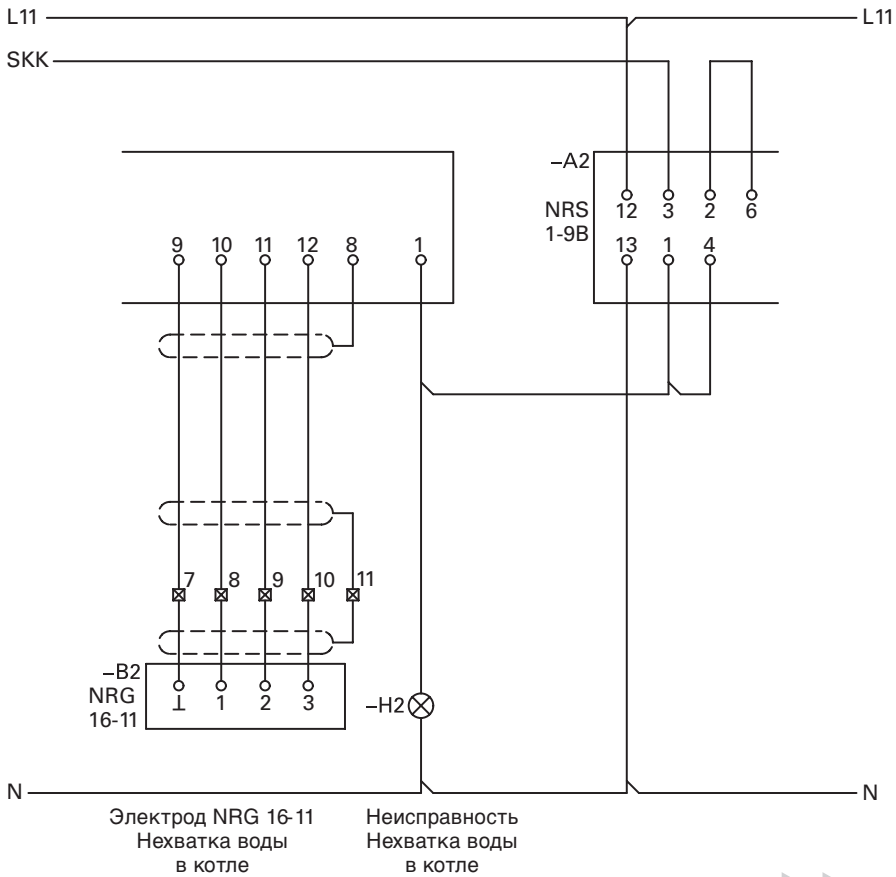 L11
L11
SKK
–A2
NRS
1-9B
12 3 2 6
13 1 4
9 10 11 12 8 1
7 8 9 10 11
–B2
NRG
16-11
⊥ 1 2 3
–H2
N
N
Электрод NRG 16-11
Нехватка воды
в котле
Неисправность
Нехватка воды
в котле